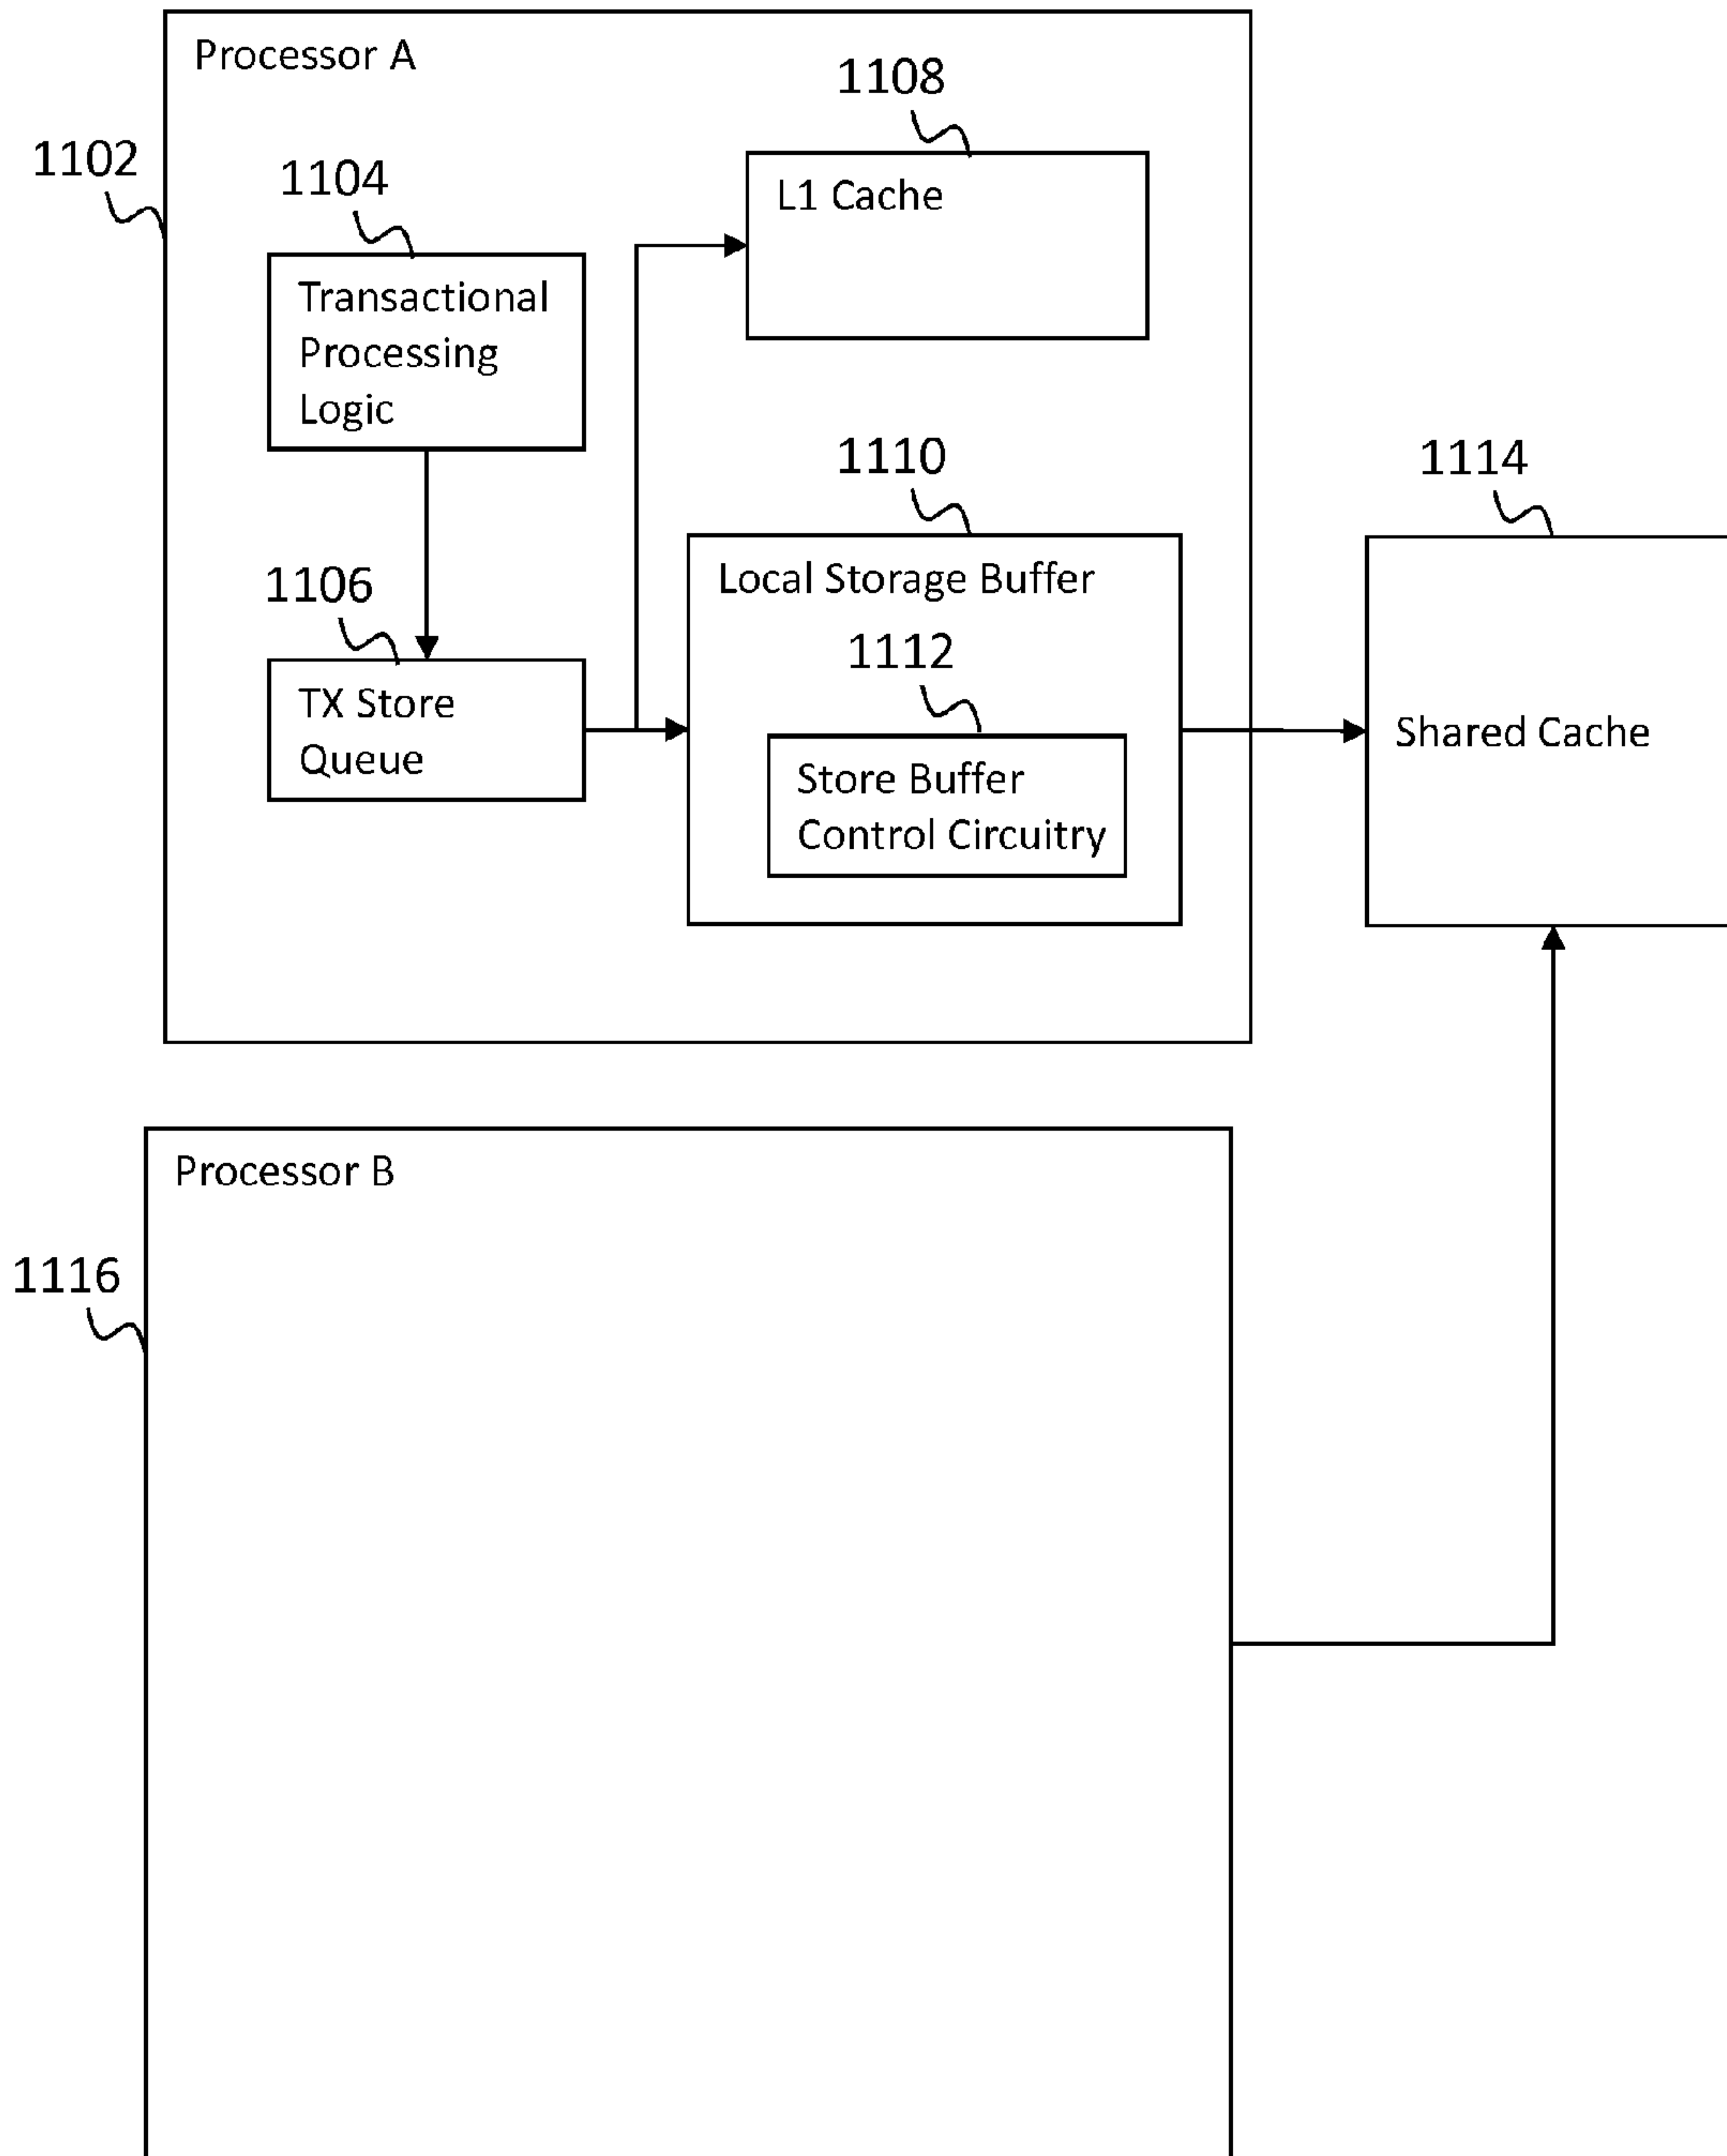 Processor A
1108
1102
1104
L1 Cache
Transactional
Processing
Logic
1110
1114
1106
Local Storage Buffer
1112
TX Store
Queue
Store Buffer
Control Circuitry
Shared Cache
Processor B
1116